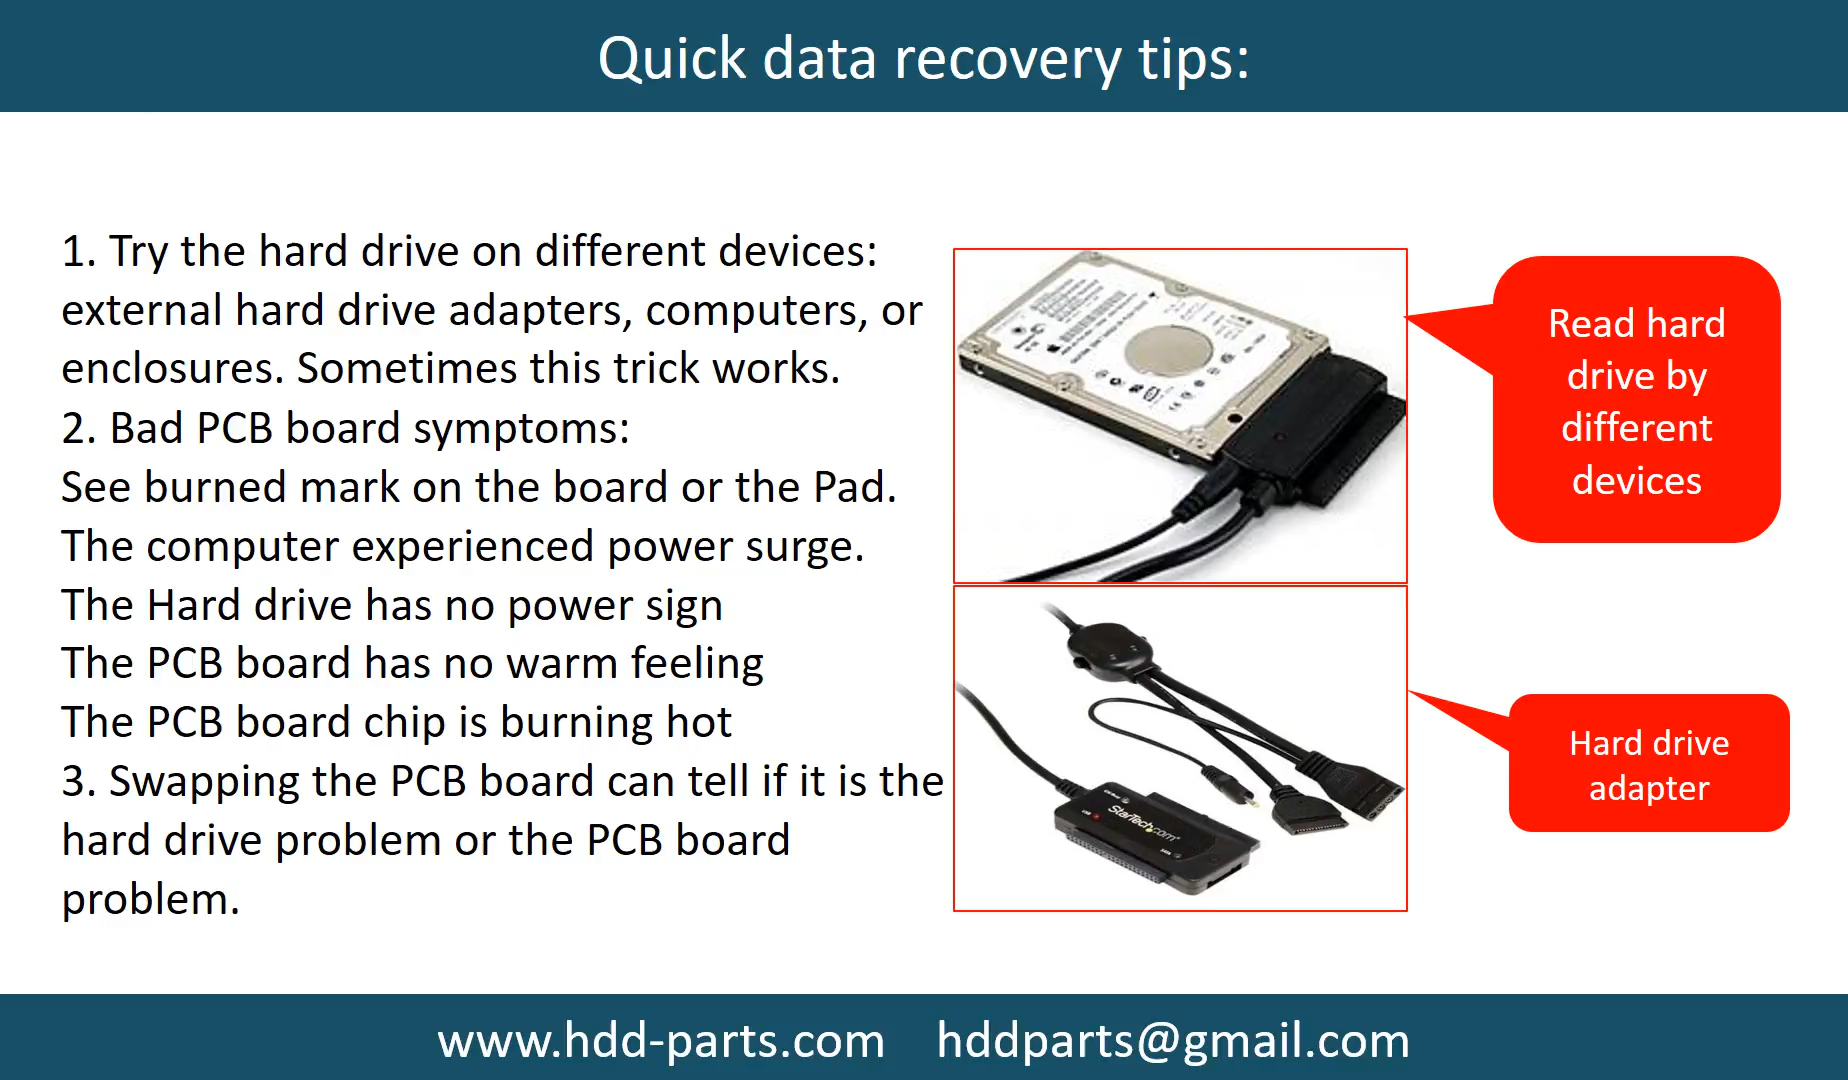 Quick data recovery tips:
1. Try the hard drive on different devices:
external hard drive adapters, computers, or
enclosures. Sometimes this trick works.
2. Bad PCB board symptoms:
See burned mark on the board or the Pad.
The computer experienced power surge.
The Hard drive has no power sign
The PCB board has no warm feeling
The PCB board chip is burning hot
3. Swapping the PCB board can tell if it is the
hard drive problem or the PCB board
problem.
Read hard
drive by
different
devices
StarTech.com
Hard drive
adapter
www.hdd-parts.com hddparts@gmail.com